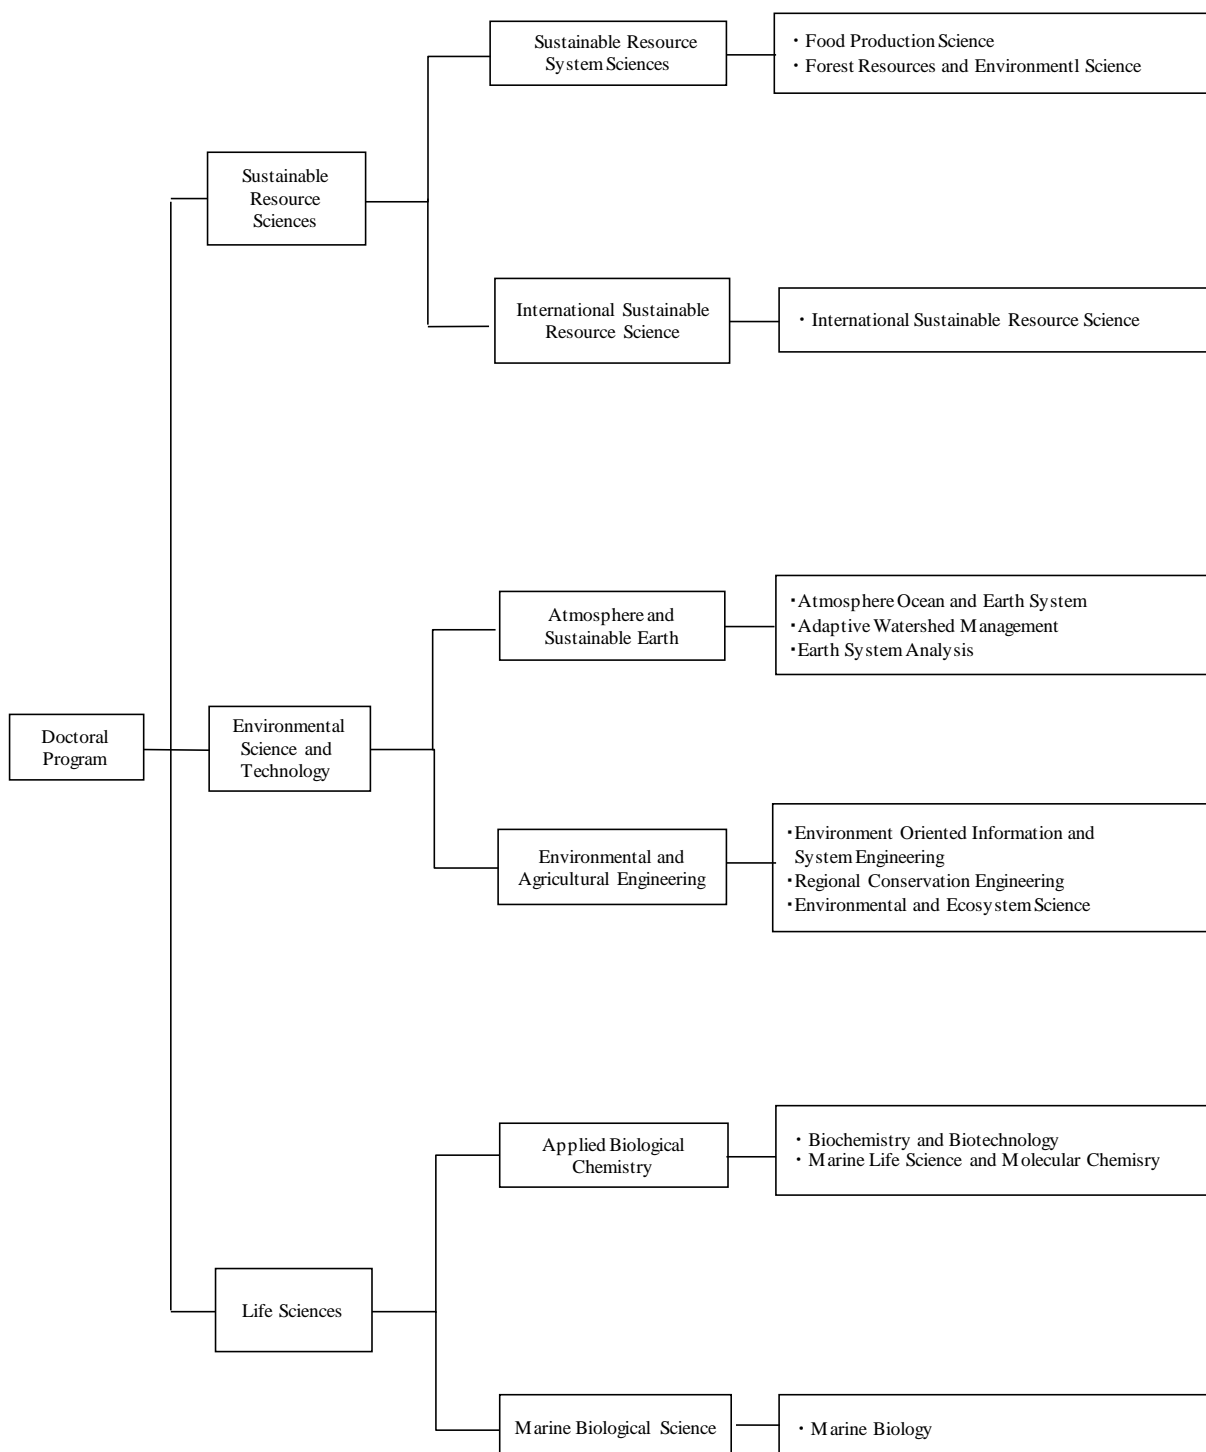 Doctoral
Program
Sustainable
Resource
Sciences
Sustainable Resource
System Sciences
・Food Production Science
・Forest Resources and Environmentl Science
International Sustainable
Resource Science
・International Sustainable Resource Science
Environmental
Science and
Technology
Atmosphere and
Sustainable Earth
・Atmosphere Ocean and Earth System
・Adaptive Watershed Management
・Earth System Analysis
Environmental and
Agricultural Engineering
・Environment Oriented Information and
System Engineering
・Regional Conservation Engineering
・Environmental and Ecosystem Science
Life Sciences
Applied Biological
Chemistry
・Biochemistry and Biotechnology
・Marine Life Science and Molecular Chemisry
Marine Biological Science
・Marine Biology